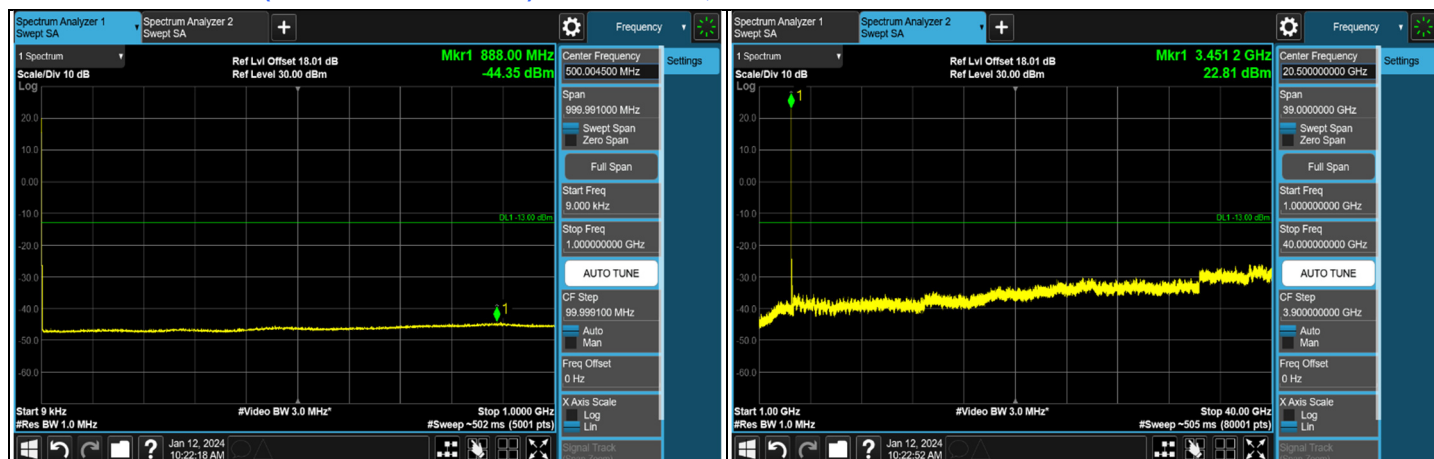 Spectrum Analyzer 1
Swept SA
Spectrum Analyzer 2
Swept SA
+
Frequency
1 Spectrum
Scale/Div 10 dB
Log
Ref Lvl Offset 18.01 dB
Ref Level 30.00 dBm
Mkr1 888.00 MHz
-44.35 dBm
1
20.0
10.0
0.00
-10.0
-20.0
-30.0
-40.0
-50.0
-60.0
DL1 -13.00 dBm
Start 9 kHz
#Res BW 1.0 MHz
#Video BW 3.0 MHz*
Stop 1.0000 GHz
#Sweep ~502 ms (5001 pts)
Center Frequency
500.004500 MHz
Span
999.991000 MHz
Swept Span
Zero Span
Full Span
Start Freq
9.000 kHz
Stop Freq
1.000000000 GHz
AUTO TUNE
CF Step
99.999100 MHz
Auto
Man
Freq Offset
0 Hz
X Axis Scale
Log
Lin
Signal Track
Settings
?
Jan 12, 2024
10:22:18 AM
Spectrum Analyzer 1
Swept SA
Spectrum Analyzer 2
Swept SA
+
Frequency
1 Spectrum
Scale/Div 10 dB
Log
Ref Lvl Offset 18.01 dB
Ref Level 30.00 dBm
Mkr1 3.451 2 GHz
22.81 dBm
1
20.0
10.0
0.00
-10.0
-20.0
-30.0
-40.0
-50.0
-60.0
DL1 -13.00 dBm
Start 1.00 GHz
#Res BW 1.0 MHz
#Video BW 3.0 MHz*
Stop 40.00 GHz
#Sweep ~505 ms (80001 pts)
Center Frequency
20.500000000 GHz
Span
39.0000000 GHz
Swept Span
Zero Span
Full Span
Start Freq
1.000000000 GHz
Stop Freq
40.000000000 GHz
AUTO TUNE
CF Step
3.900000000 GHz
Auto
Man
Freq Offset
0 Hz
X Axis Scale
Log
Lin
Signal Track
Settings
?
Jan 12, 2024
10:22:52 AM